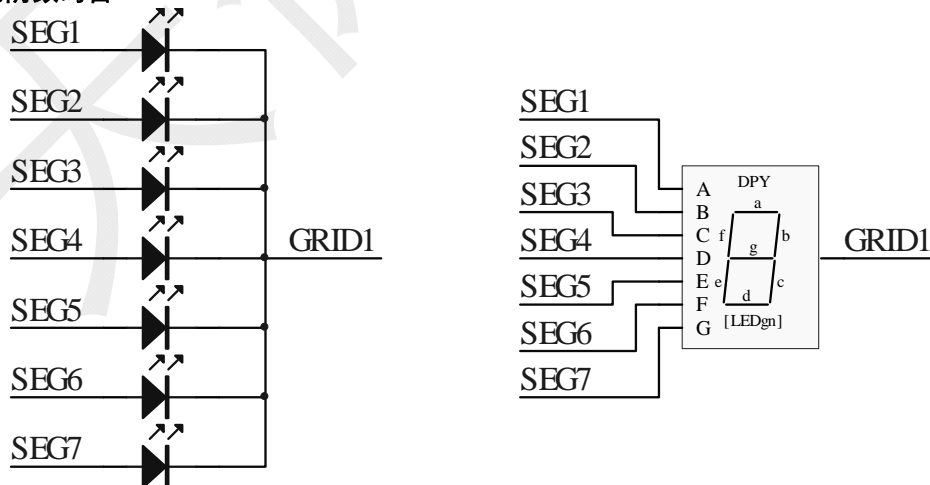 SEG1
SEG2
SEG3
SEG4
SEG5
SEG6
SEG7
GRID1
SEG1
SEG2
SEG3
SEG4
SEG5
SEG6
SEG7
A
B
C
D
E
F
G
DPY
a
f
b
g
e
c
d
[LEDgn]
GRID1